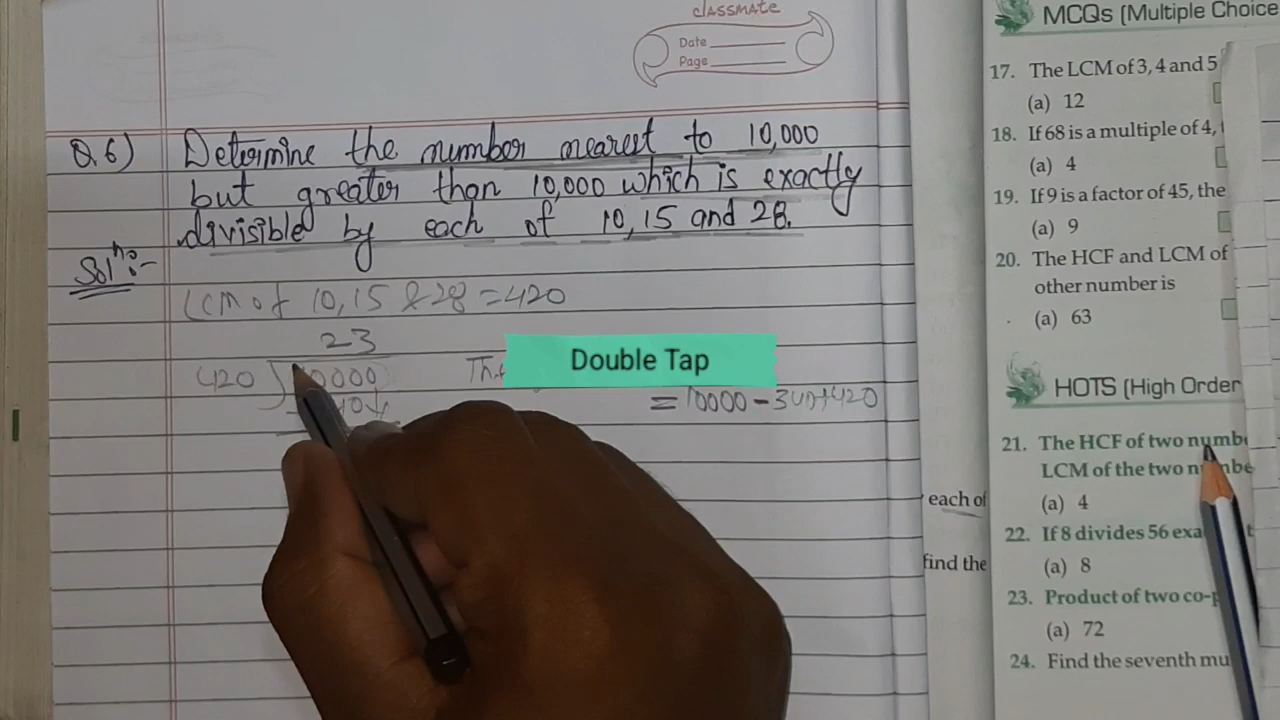 classmate
Date
Page
Q.6) Determine the number nearest to 10,000
but greater than 10,000 which is exactly
divisible by each of 10, 15 and 28.
Solⁿ:-
LCM of 10, 15 & 28 = 420
23
420
Double Tap
= 10000 - 340 + 420
MCQs (Multiple Choice
17. The LCM of 3, 4 and 5
(a) 12
18. If 68 is a multiple of 4,
(a) 4
19. If 9 is a factor of 45, the
(a) 9
20. The HCF and LCM of
other number is
(a) 63
HOTS (High Order
21. The HCF of two numbe
LCM of the two
(a) 4
22. If 8 divides 56
(a) 8
23. Product of two co-p
(a) 72
24. Find the seventh mu
each of
find the